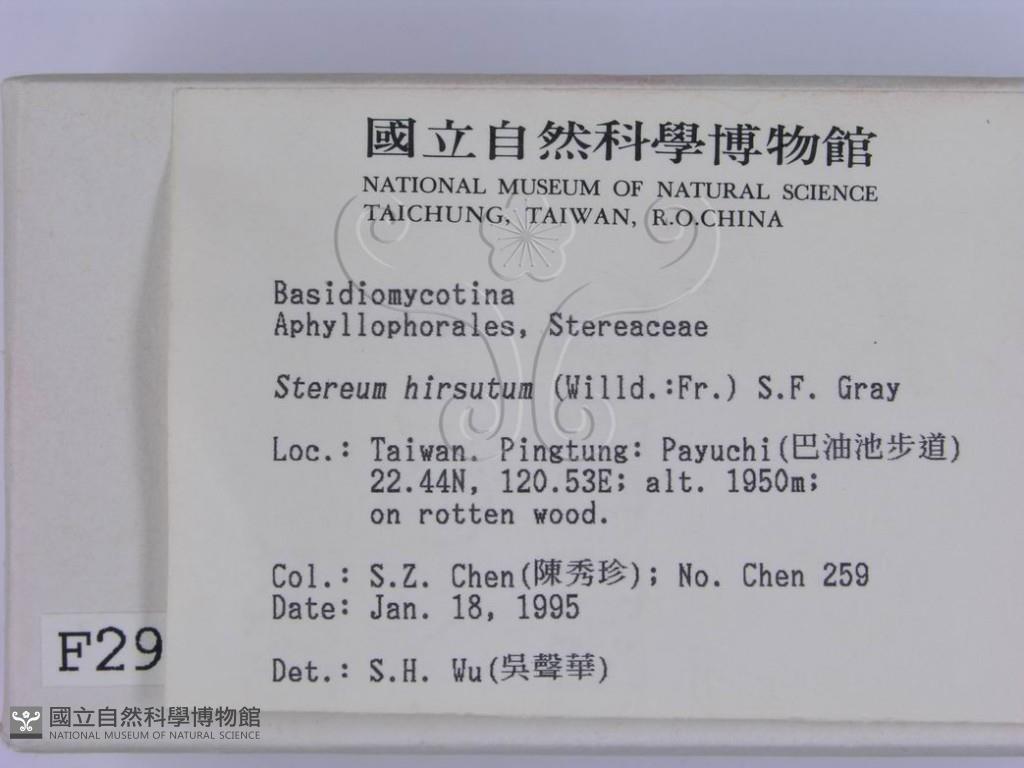 國立自然科學博物館
NATIONAL MUSEUM OF NATURAL SCIENCE
TAICHUNG, TAIWAN, R.O.CHINA
Basidiomycotina
Aphyllophorales, Stereaceae
Stereum hirsutum (Willd.:Fr.) S.F. Gray
Loc.: Taiwan. Pingtung: Payuchi(巴油池步道)
22.44N, 120.53E; alt. 1950m;
on rotten wood.
Col.: S.Z. Chen(陳秀珍); No. Chen 259
Date: Jan. 18, 1995
Det.: S.H. Wu(吳聲華)
F29
國立自然科學博物館
NATIONAL MUSEUM OF NATURAL SCIENCE